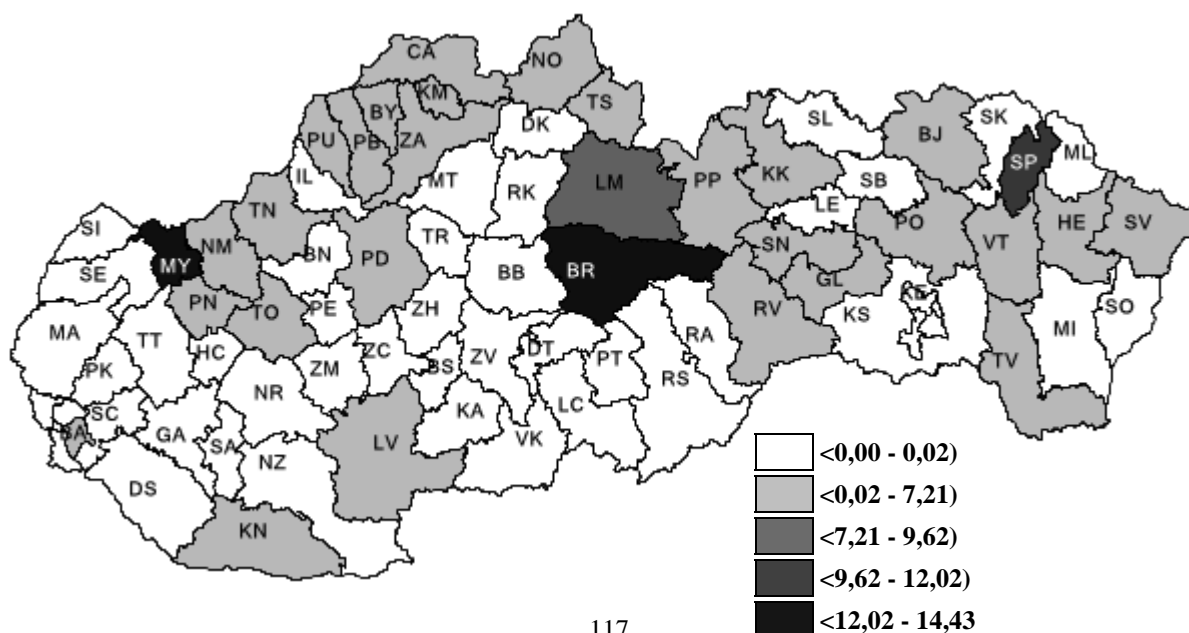 CA
NO
KM
TS
BY
PU
PB
ZA
DK
SL
BJ
SK
SP
ML
IL
MT
RK
LM
PP
KK
SB
LE
SI
TN
NM
MY
SE
BN
PD
TR
BB
BR
SN
PO
VT
HE
SV
GL
RV
KE
KS
MA
TT
PN
TO
PE
ZH
HC
ZM
ZC
BS
ZV
DT
PT
RA
RS
MI
SO
TV
PK
SC
NR
KA
LC
BA
GA
SA
NZ
LV
VK
DS
KN
<0,00 - 0,02)
<0,02 - 7,21)
<7,21 - 9,62)
<9,62 - 12,02)
<12,02 - 14,43
117